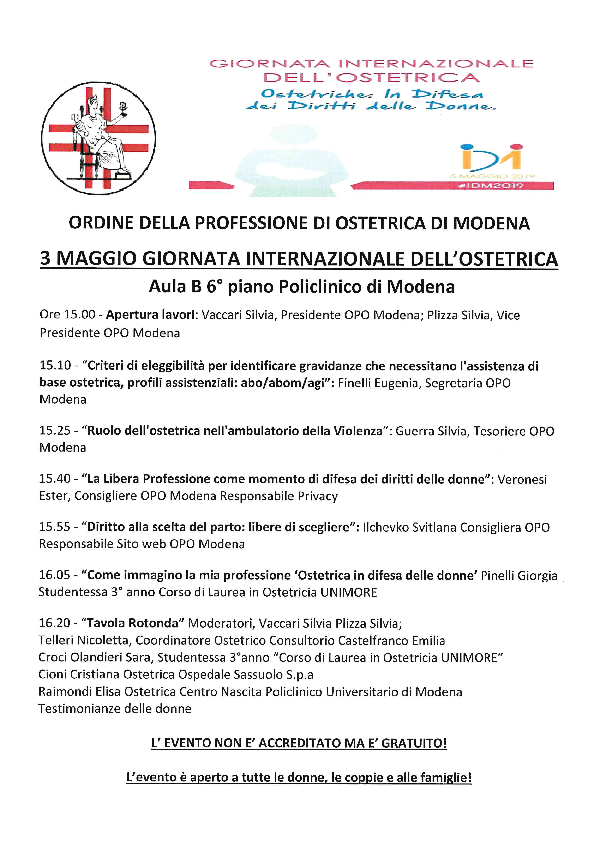 GIORNATA INTERNAZIONALE
DELL'OSTETRICA
Ostetriche: In Difesa
dei Diritti delle Donne.
5 MAGGIO 2019
#IDM2019
ORDINE DELLA PROFESSIONE DI OSTETRICA DI MODENA
3 MAGGIO GIORNATA INTERNAZIONALE DELL'OSTETRICA
Aula B 6° piano Policlinico di Modena
Ore 15.00 - Apertura lavori: Vaccari Silvia, Presidente OPO Modena; Plizza Silvia, Vice
Presidente OPO Modena
15.10 - "Criteri di eleggibilità per identificare gravidanze che necessitano l'assistenza di
base ostetrica, profili assistenziali: abo/abom/agi": Finelli Eugenia, Segretaria OPO
Modena
15.25 - "Ruolo dell'ostetrica nell'ambulatorio della Violenza": Guerra Silvia, Tesoriere OPO
Modena
15.40 - "La Libera Professione come momento di difesa dei diritti delle donne": Veronesi
Ester, Consigliere OPO Modena Responsabile Privacy
15.55 - "Diritto alla scelta del parto: libere di scegliere": Ilchevko Svitlana Consigliera OPO
Responsabile Sito web OPO Modena
16.05 - "Come immagino la mia professione 'Ostetrica in difesa delle donne' Pinelli Giorgia
Studentessa 3° anno Corso di Laurea in Ostetricia UNIMORE
16.20 - "Tavola Rotonda" Moderatori, Vaccari Silvia Plizza Silvia;
Telleri Nicoletta, Coordinatore Ostetrico Consultorio Castelfranco Emilia
Croci Olandieri Sara, Studentessa 3°anno "Corso di Laurea in Ostetricia UNIMORE"
Cioni Cristiana Ostetrica Ospedale Sassuolo S.p.a
Raimondi Elisa Ostetrica Centro Nascita Policlinico Universitario di Modena
Testimonianze delle donne
L' EVENTO NON E' ACCREDITATO MA E' GRATUITO!
L'evento è aperto a tutte le donne, le coppie e alle famiglie!